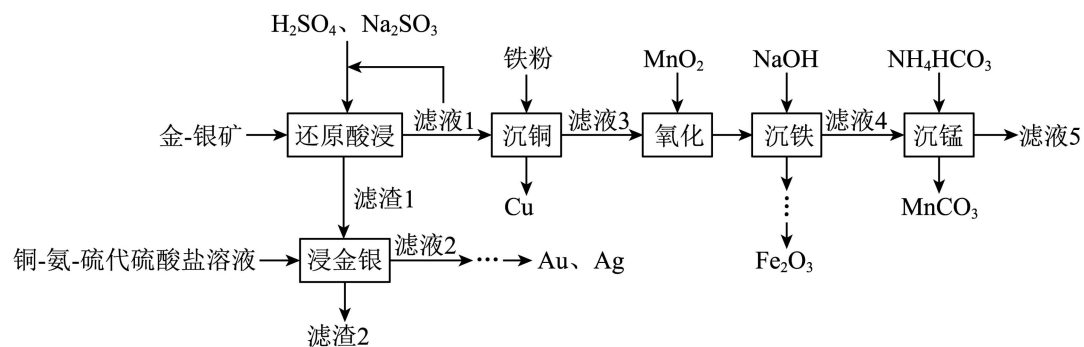 H₂SO₄、Na₂SO₃
铁粉
MnO₂
NaOH
NH₄HCO₃
金-银矿
还原酸浸
滤液1
沉铜
滤液3
氧化
沉铁
滤液4
沉锰
滤液5
滤渣1
Cu
⋮
MnCO₃
铜-氨-硫代硫酸盐溶液
浸金银
滤液2
···
Au、Ag
Fe₂O₃
滤渣2